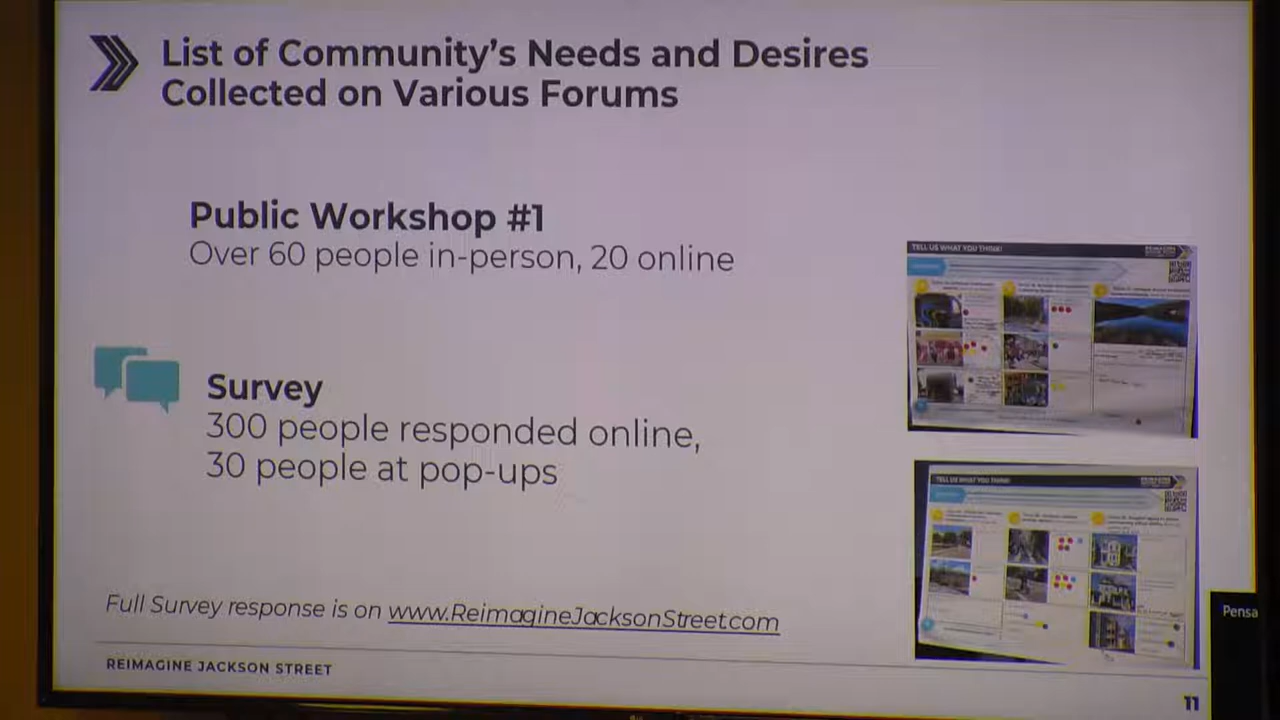 List of Community's Needs and Desires
Collected on Various Forums
Public Workshop #1
Over 60 people in-person, 20 online
TELL US WHAT YOU THINK!
Survey
300 people responded online,
30 people at pop-ups
TELL US WHAT YOU THINK!
Full Survey response is on www.ReimagineJacksonStreet.com
REIMAGINE JACKSON STREET
11
Pensa